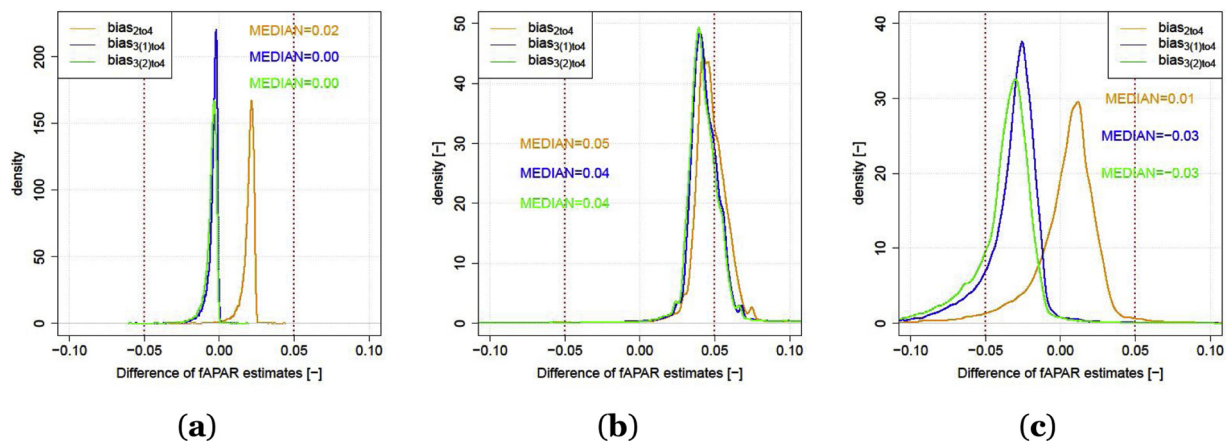 bias2to4
bias3(1)to4
bias3(2)to4
MEDIAN=0.02
MEDIAN=0.00
MEDIAN=0.00
density
200
150
100
50
0
−0.10
−0.05
0.00
0.05
0.10
Difference of fAPAR estimates [−]
(a)
bias2to4
bias3(1)to4
bias3(2)to4
MEDIAN=0.05
MEDIAN=0.04
MEDIAN=0.04
density [−]
50
40
30
20
10
0
−0.10
−0.05
0.00
0.05
0.10
Difference of fAPAR estimates [−]
(b)
bias2to4
bias3(1)to4
bias3(2)to4
MEDIAN=0.01
MEDIAN=−0.03
MEDIAN=−0.03
density [−]
40
30
20
10
0
−0.10
−0.05
0.00
0.05
0.10
Difference of fAPAR estimates [−]
(c)